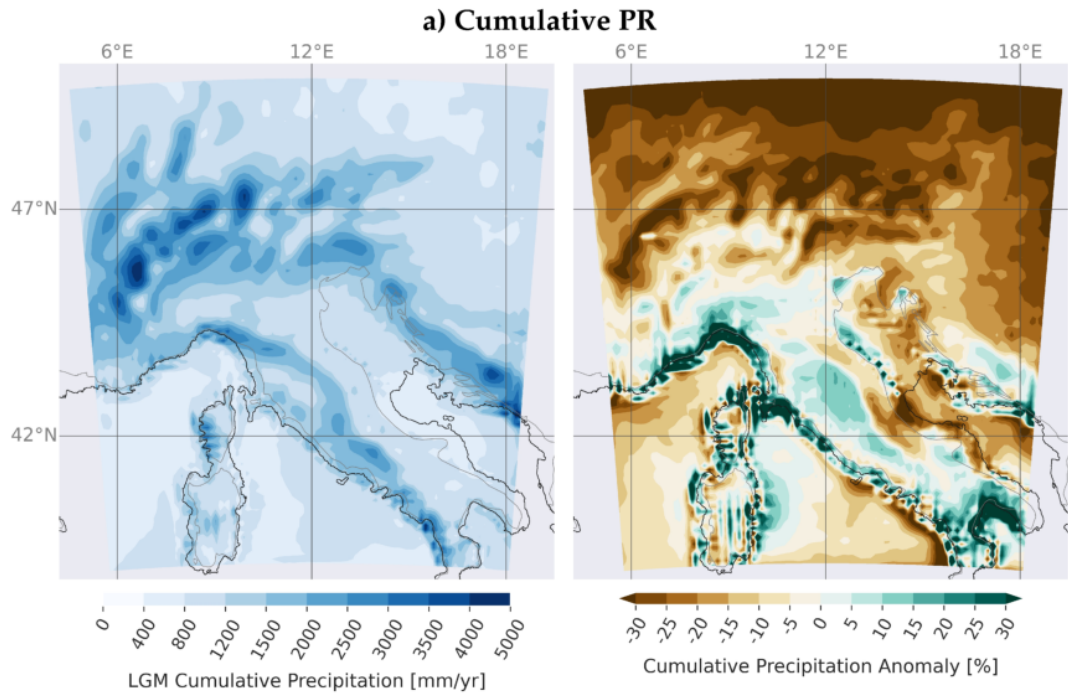 a) Cumulative PR
6°E 12°E 18°E 6°E 12°E 18°E
47°N
42°N
0 400 800 1200 1600 2000 2500 3000 3500 4000 5000
LGM Cumulative Precipitation [mm/yr]
-30 -25 -20 -15 -10 -5 0 5 10 15 20 25 30
Cumulative Precipitation Anomaly [%]